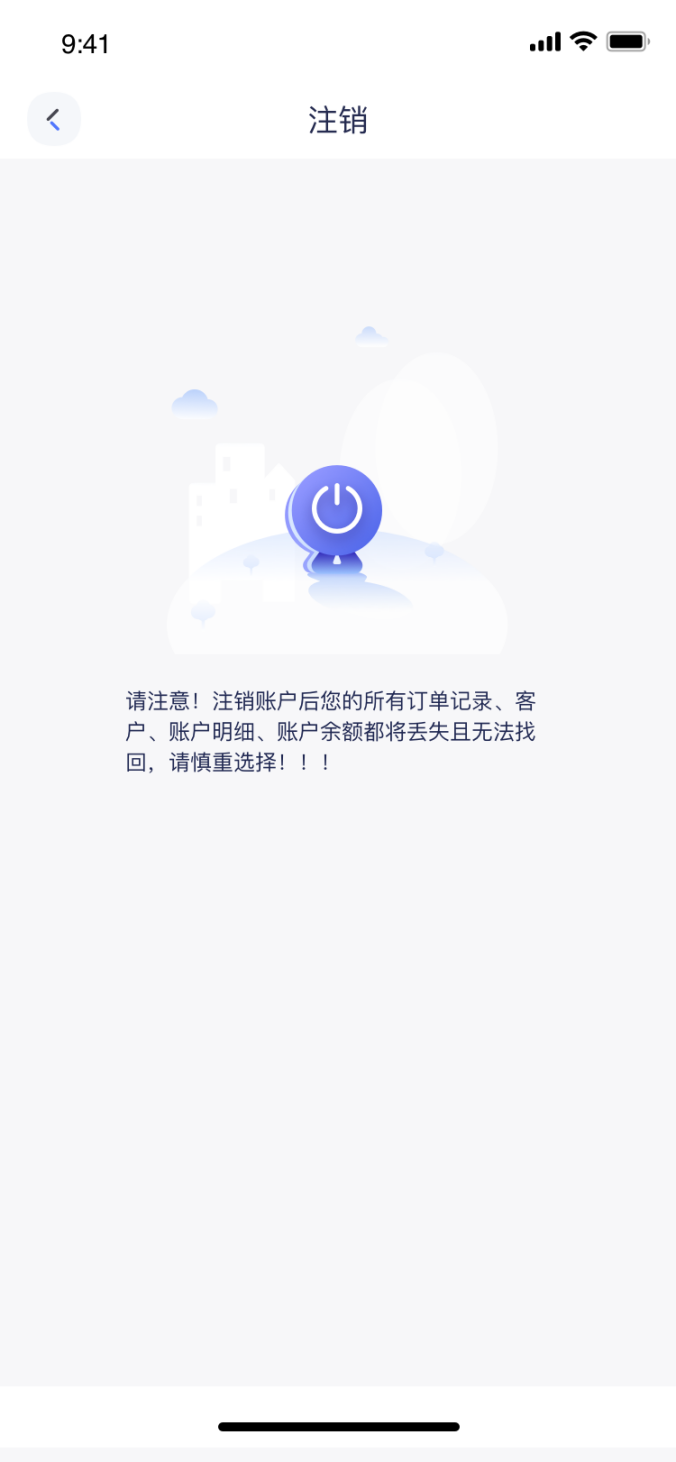 9:41
注销
请注意！注销账户后您的所有订单记录、客
户、账户明细、账户余额都将丢失且无法找
回，请慎重选择！！！